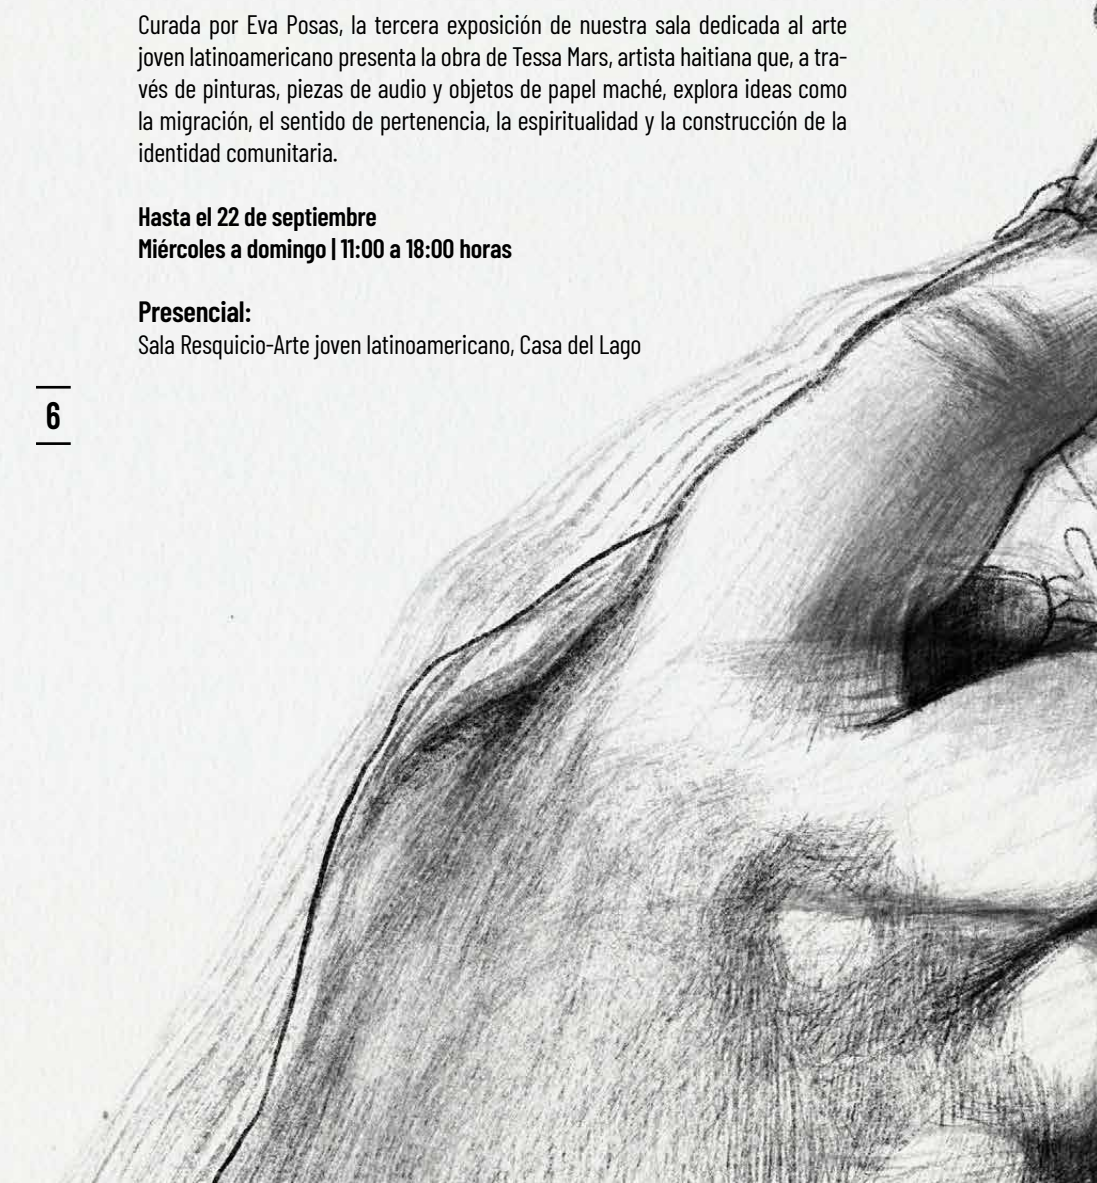 Curada por Eva Posas, la tercera exposición de nuestra sala dedicada al arte
joven latinoamericano presenta la obra de Tessa Mars, artista haitiana que, a tra-
vés de pinturas, piezas de audio y objetos de papel maché, explora ideas como
la migración, el sentido de pertenencia, la espiritualidad y la construcción de la
identidad comunitaria.
Hasta el 22 de septiembre
Miércoles a domingo | 11:00 a 18:00 horas
Presencial:
Sala Resquicio-Arte joven latinoamericano, Casa del Lago
6